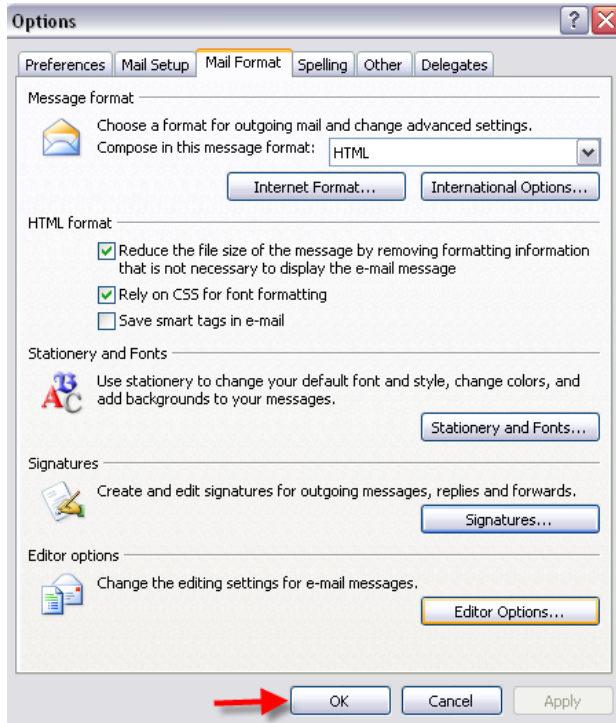 Options
Preferences Mail Setup Mail Format Spelling Other Delegates
Message format
Choose a format for outgoing mail and change advanced settings.
Compose in this message format: HTML
Internet Format... International Options...
HTML format
Reduce the file size of the message by removing formatting information
that is not necessary to display the e-mail message
Rely on CSS for font formatting
Save smart tags in e-mail
Stationery and Fonts
Use stationery to change your default font and style, change colors, and
add backgrounds to your messages.
Stationery and Fonts...
Signatures
Create and edit signatures for outgoing messages, replies and forwards.
Signatures...
Editor options
Change the editing settings for e-mail messages.
Editor Options...
OK Cancel Apply